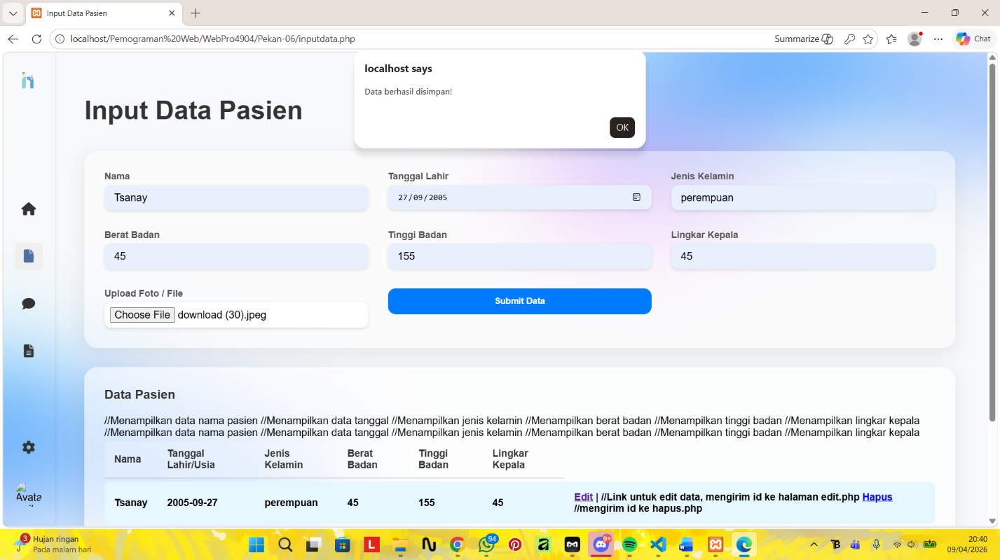 Input Data Pasien
localhost/Pemograman%20Web/WebPro4904/Pekan-06/inputdata.php
Summarize
Chat
localhost says
Data berhasil disimpan!
OK
Input Data Pasien
Nama
Tanggal Lahir
Jenis Kelamin
Tsanay
27/09/2005
perempuan
Berat Badan
Tinggi Badan
Lingkar Kepala
45
155
45
Upload Foto / File
Choose File download (30).jpeg
Submit Data
Data Pasien
//Menampilkan data nama pasien //Menampilkan data tanggal //Menampilkan jenis kelamin //Menampilkan berat badan //Menampilkan tinggi badan //Menampilkan lingkar kepala
//Menampilkan data nama pasien //Menampilkan data tanggal //Menampilkan jenis kelamin //Menampilkan berat badan //Menampilkan tinggi badan //Menampilkan lingkar kepala
Nama
Tanggal
Lahir/Usia
Jenis
Kelamin
Berat
Badan
Tinggi
Badan
Lingkar
Kepala
Tsanay
2005-09-27
perempuan
45
155
45
Edit | //Link untuk edit data, mengirim id ke halaman edit.php Hapus
//mengirim id ke hapus.php
Avata
3
Hujan ringan
Pada malam hari
L
94
9+
20:40
09/04/2026